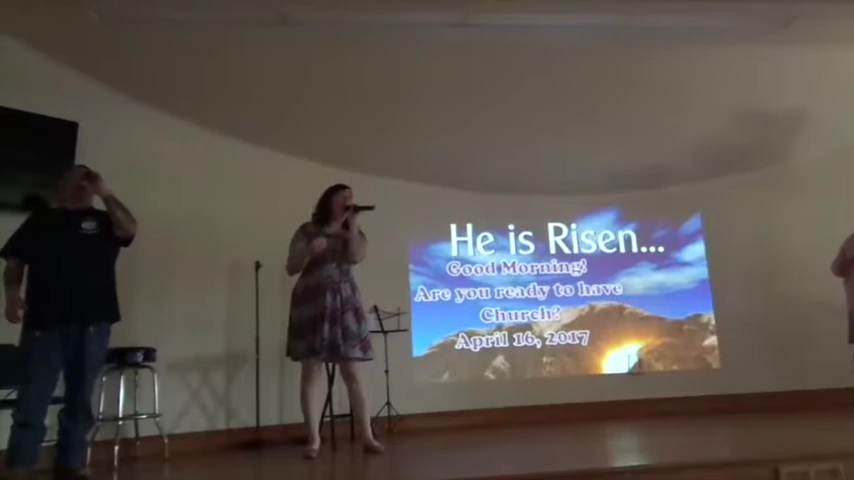 He is Risen...
Good Morning!
Are you ready to have
Church?
April 16, 2017